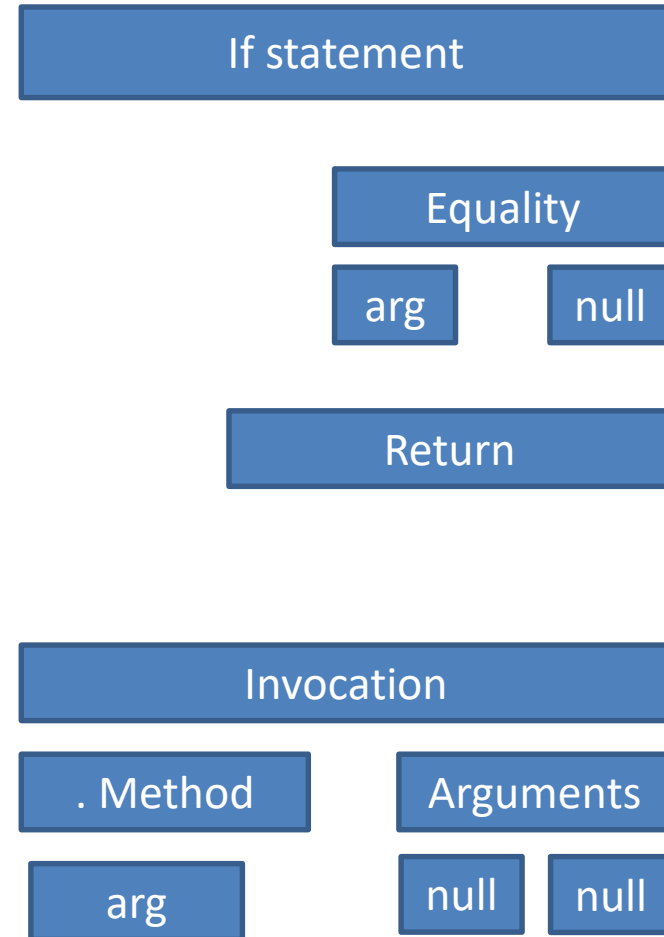 If statement
Equality
arg null
Return
Invocation
. Method Arguments
arg null null